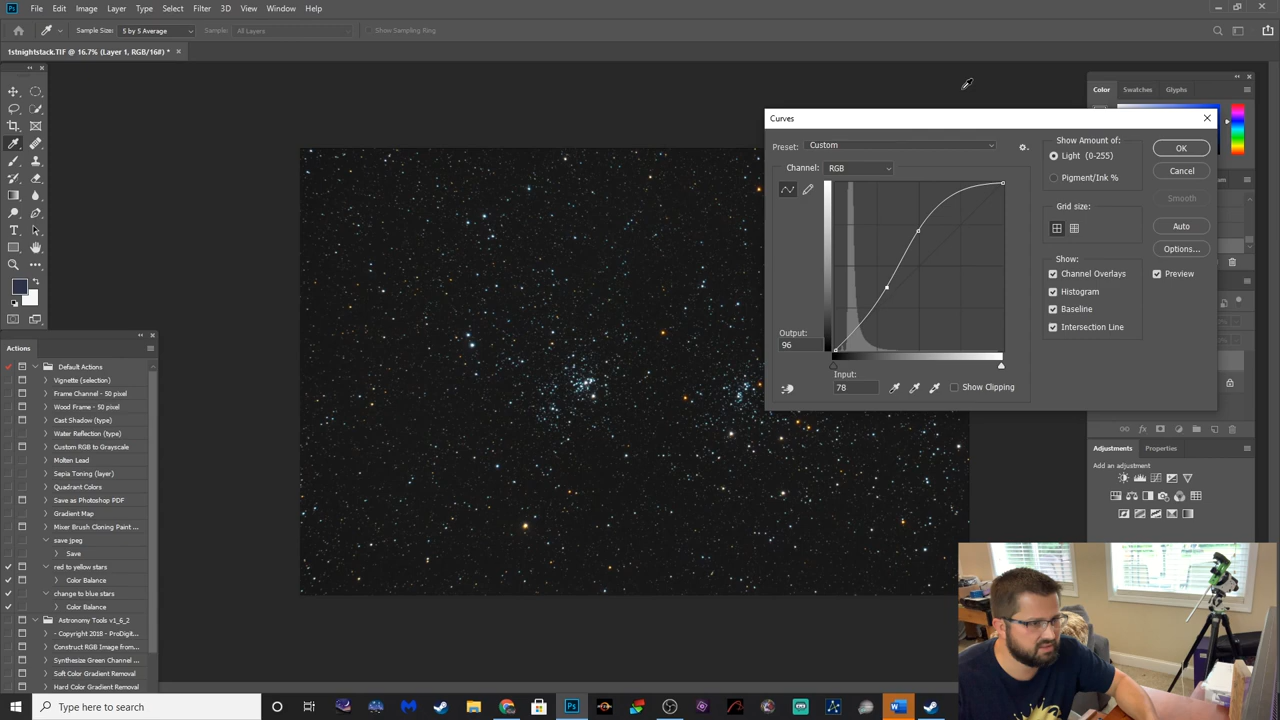 File Edit Image Layer Type Select Filter 3D View Window Help
Sample Size: 5 by 5 Average Sample: All Layers Show Sampling Ring
1stnightstack.TIF @ 16.7% (Layer 1, RGB/16#) *
Color Swatches Glyphs
Curves
Preset: Custom
Channel: RGB
Output:
96
Input:
78
Show Clipping
Show Amount of:
Light (0-255)
Pigment/Ink %
Grid size:
Show:
Channel Overlays
Histogram
Baseline
Intersection Line
OK
Cancel
Smooth
Auto
Options...
Preview
Actions
Default Actions
Vignette (selection)
Frame Channel - 50 pixel
Wood Frame - 50 pixel
Cast Shadow (type)
Water Reflection (type)
Custom RGB to Grayscale
Molten Lead
Sepia Toning (layer)
Quadrant Colors
Save as Photoshop PDF
Gradient Map
Mixer Brush Cloning Paint ...
save jpeg
Save
red to yellow stars
Color Balance
change to blue stars
Color Balance
Astronomy Tools v1_6_2
- Copyright 2018 - ProDigit...
Construct RGB Image from...
Synthesize Green Channel ...
Soft Color Gradient Removal
Hard Color Gradient Removal
Adjustments Properties
Add an adjustment
Type here to search